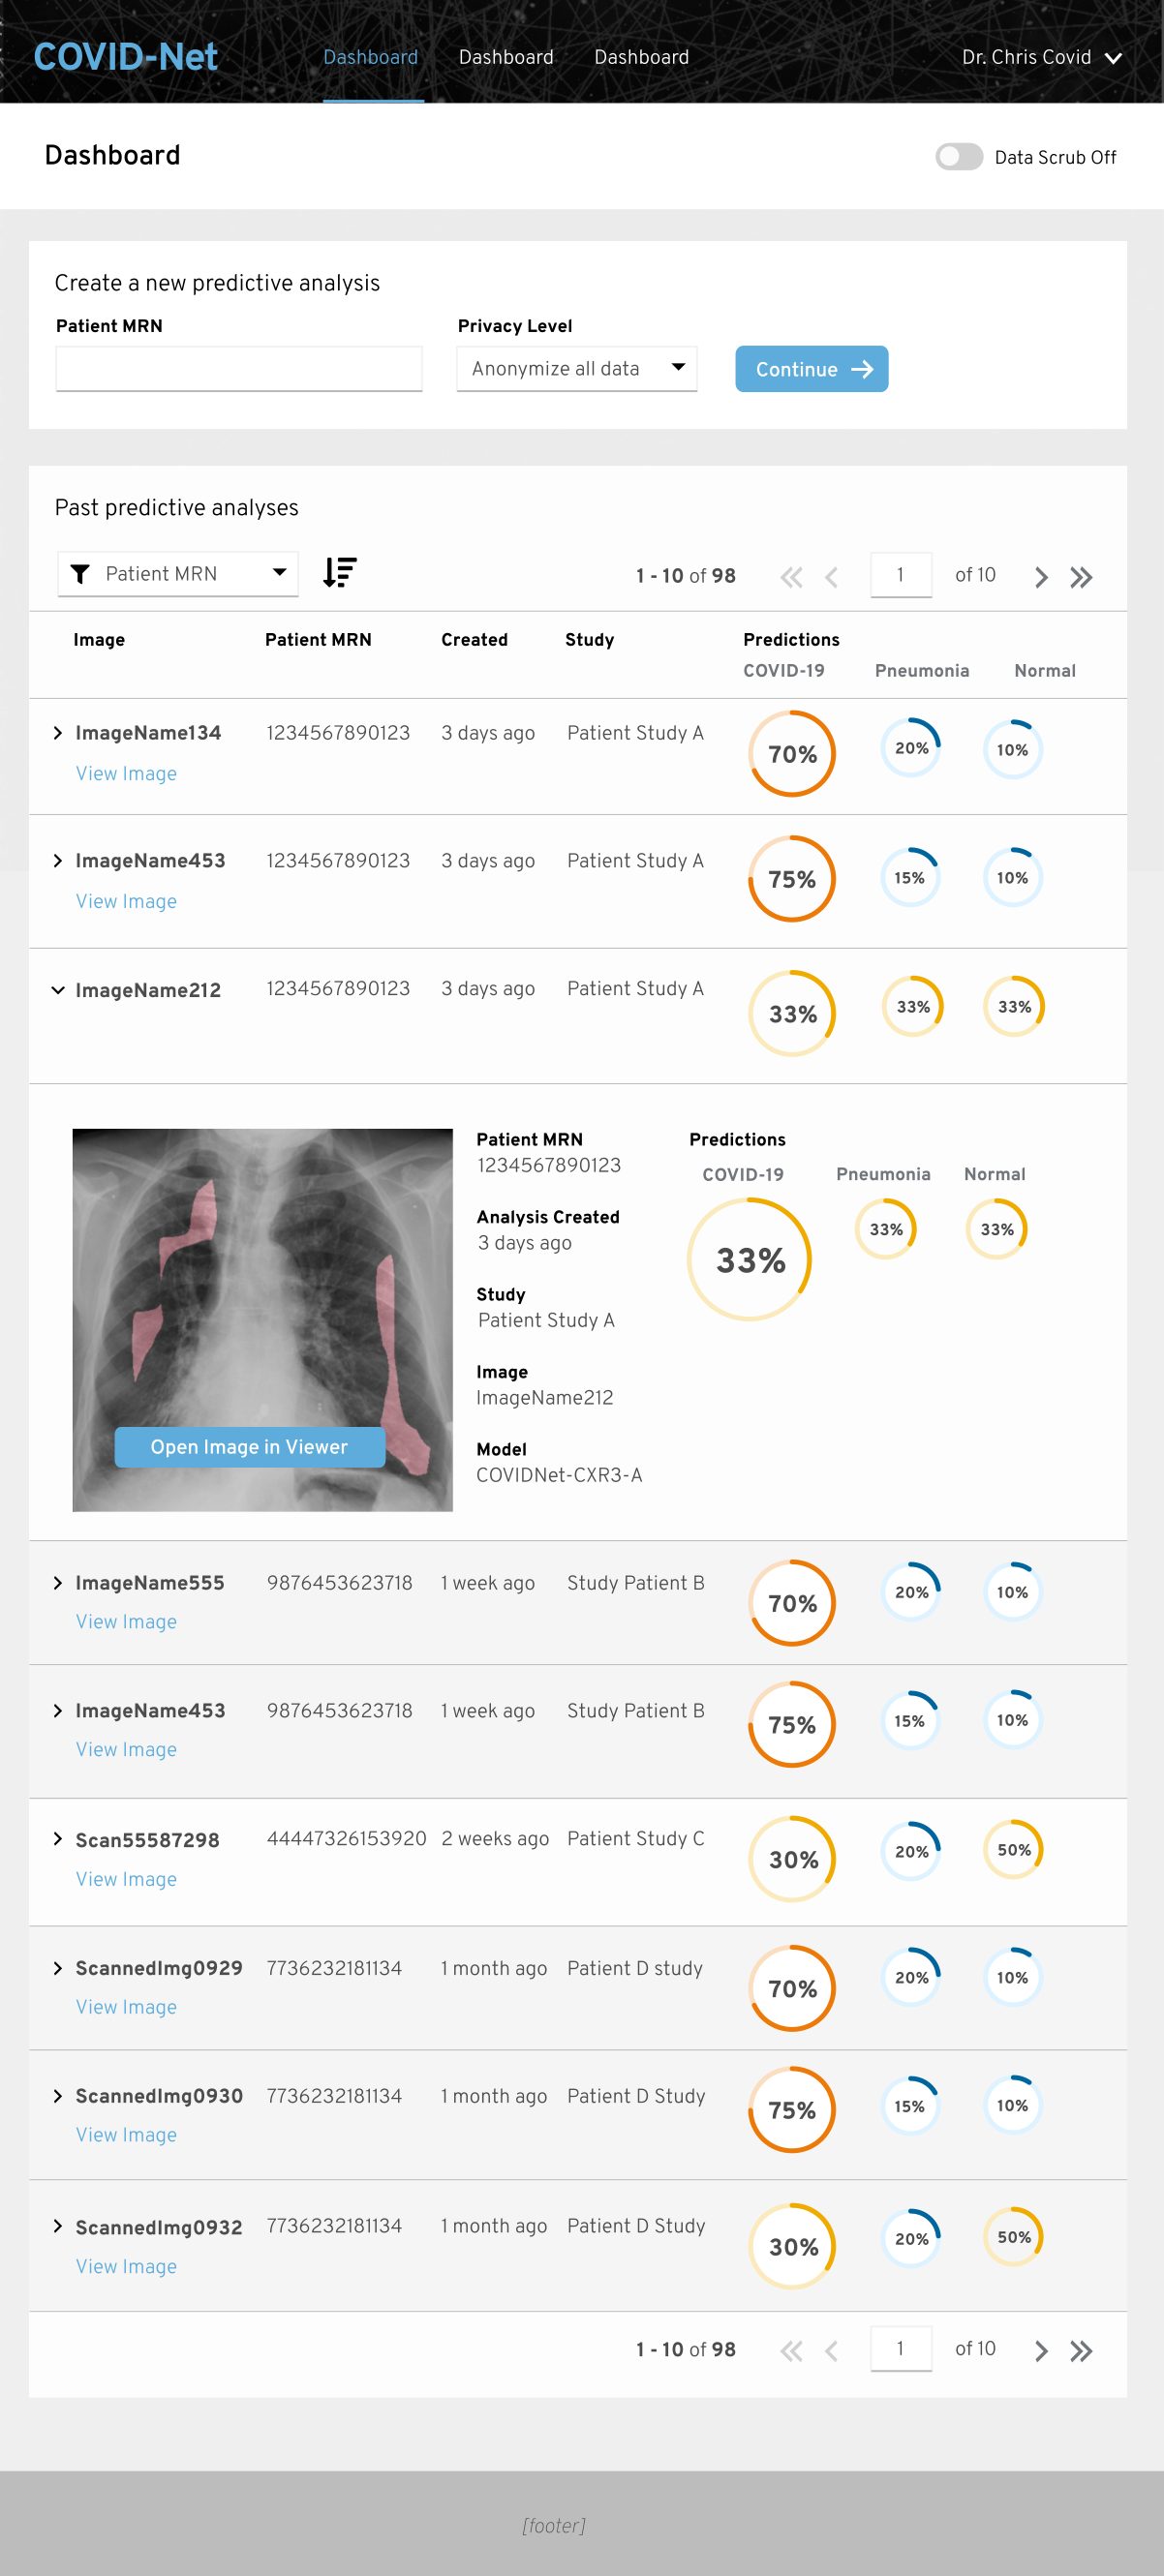 COVID-Net Dashboard Dashboard Dashboard Dr. Chris Covid
Dashboard Data Scrub Off
Create a new predictive analysis
Patient MRN Privacy Level
Anonymize all data Continue
Past predictive analyses
Patient MRN 1 - 10 of 98 1 of 10
Image Patient MRN Created Study Predictions
COVID-19 Pneumonia Normal
ImageName134 1234567890123 3 days ago Patient Study A 70% 20% 10%
View Image
ImageName453 1234567890123 3 days ago Patient Study A 75% 15% 10%
View Image
ImageName212 1234567890123 3 days ago Patient Study A 33% 33% 33%
Patient MRN Predictions
1234567890123 COVID-19 Pneumonia Normal
Analysis Created 33% 33% 33%
3 days ago
Study
Patient Study A
Image
ImageName212
Open Image in Viewer Model
COVIDNet-CXR3-A
ImageName555 9876453623718 1 week ago Study Patient B 70% 20% 10%
View Image
ImageName453 9876453623718 1 week ago Study Patient B 75% 15% 10%
View Image
Scan55587298 44447326153920 2 weeks ago Patient Study C 30% 20% 50%
View Image
ScannedImg0929 7736232181134 1 month ago Patient D study 70% 20% 10%
View Image
ScannedImg0930 7736232181134 1 month ago Patient D Study 75% 15% 10%
View Image
ScannedImg0932 7736232181134 1 month ago Patient D Study 30% 20% 50%
View Image
1 - 10 of 98 1 of 10
[footer]